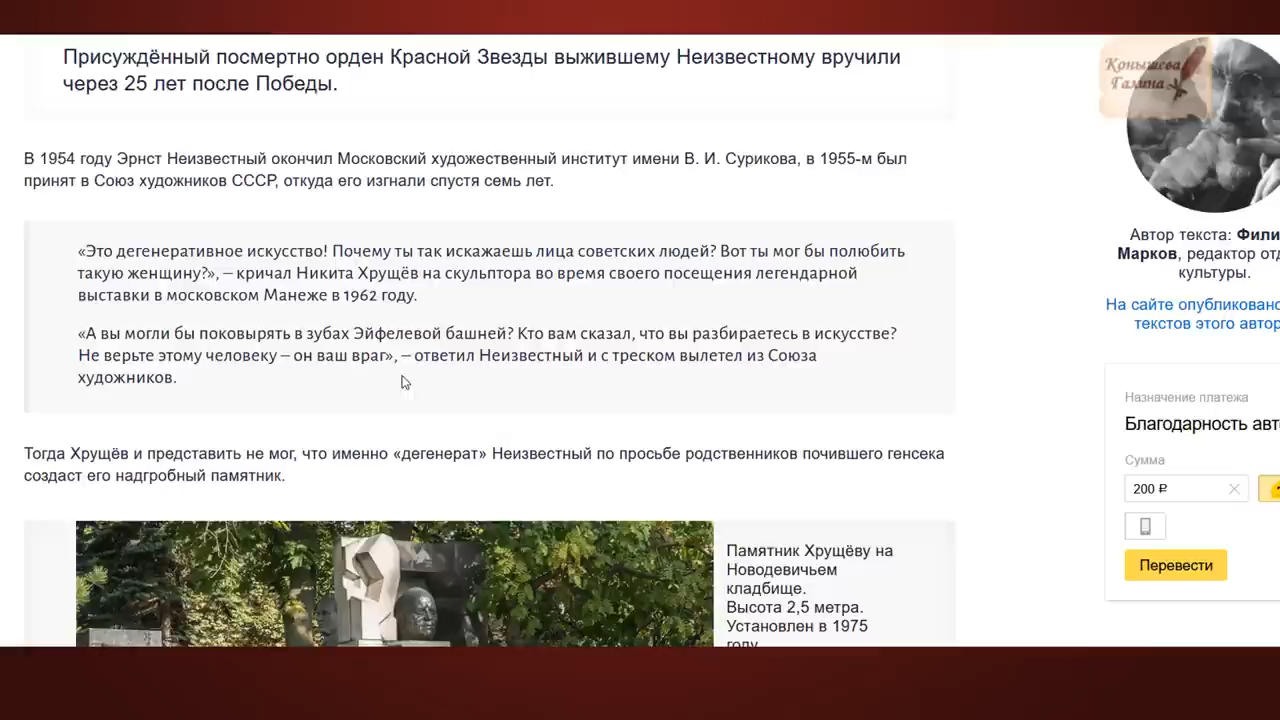 Присуждённый посмертно орден Красной Звезды выжившему Неизвестному вручили
через 25 лет после Победы.
В 1954 году Эрнст Неизвестный окончил Московский художественный институт имени В. И. Сурикова, в 1955-м был
принят в Союз художников СССР, откуда его изгнали спустя семь лет.
«Это дегенеративное искусство! Почему ты так искажаешь лица советских людей? Вот ты мог бы полюбить
такую женщину?», – кричал Никита Хрущёв на скульптора во время своего посещения легендарной
выставки в московском Манеже в 1962 году.
«А вы могли бы поковырять в зубах Эйфелевой башней? Кто вам сказал, что вы разбираетесь в искусстве?
Не верьте этому человеку – он ваш враг», – ответил Неизвестный и с треском вылетел из Союза
художников.
Тогда Хрущёв и представить не мог, что именно «дегенерат» Неизвестный по просьбе родственников почившего генсека
создаст его надгробный памятник.
Памятник Хрущёву на
Новодевичьем
кладбище.
Высота 2,5 метра.
Установлен в 1975
году
Конышева
Галина
Автор текста: Фили
Марков, редактор отд
культуры.
На сайте опубликовано
текстов этого автор
Назначение платежа
Благодарность авт
Сумма
200 ₽
Перевести